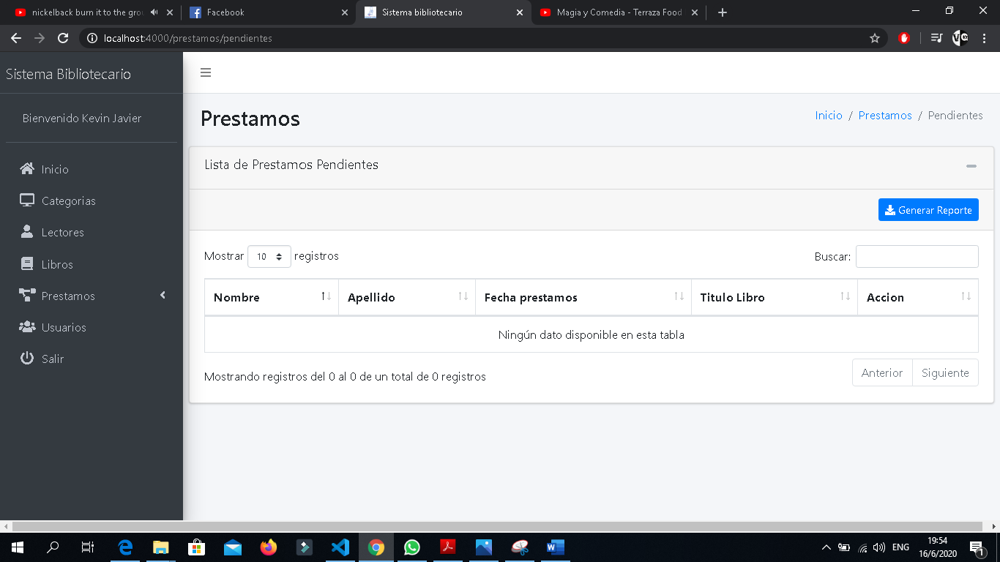 nickelback burn it to the grou
Facebook
Sistema bibliotecario
Magia y Comedia - Terraza Food
localhost:4000/prestamos/pendientes
Sistema Bibliotecario
Bienvenido Kevin Javier
Inicio
Categorias
Lectores
Libros
Prestamos
Usuarios
Salir
Prestamos
Inicio / Prestamos / Pendientes
Lista de Prestamos Pendientes
Generar Reporte
Mostrar 10 registros
Buscar:
Nombre Apellido Fecha prestamos Titulo Libro Accion
Ningún dato disponible en esta tabla
Mostrando registros del 0 al 0 de un total de 0 registros
Anterior Siguiente
ENG
19:54
16/6/2020
1